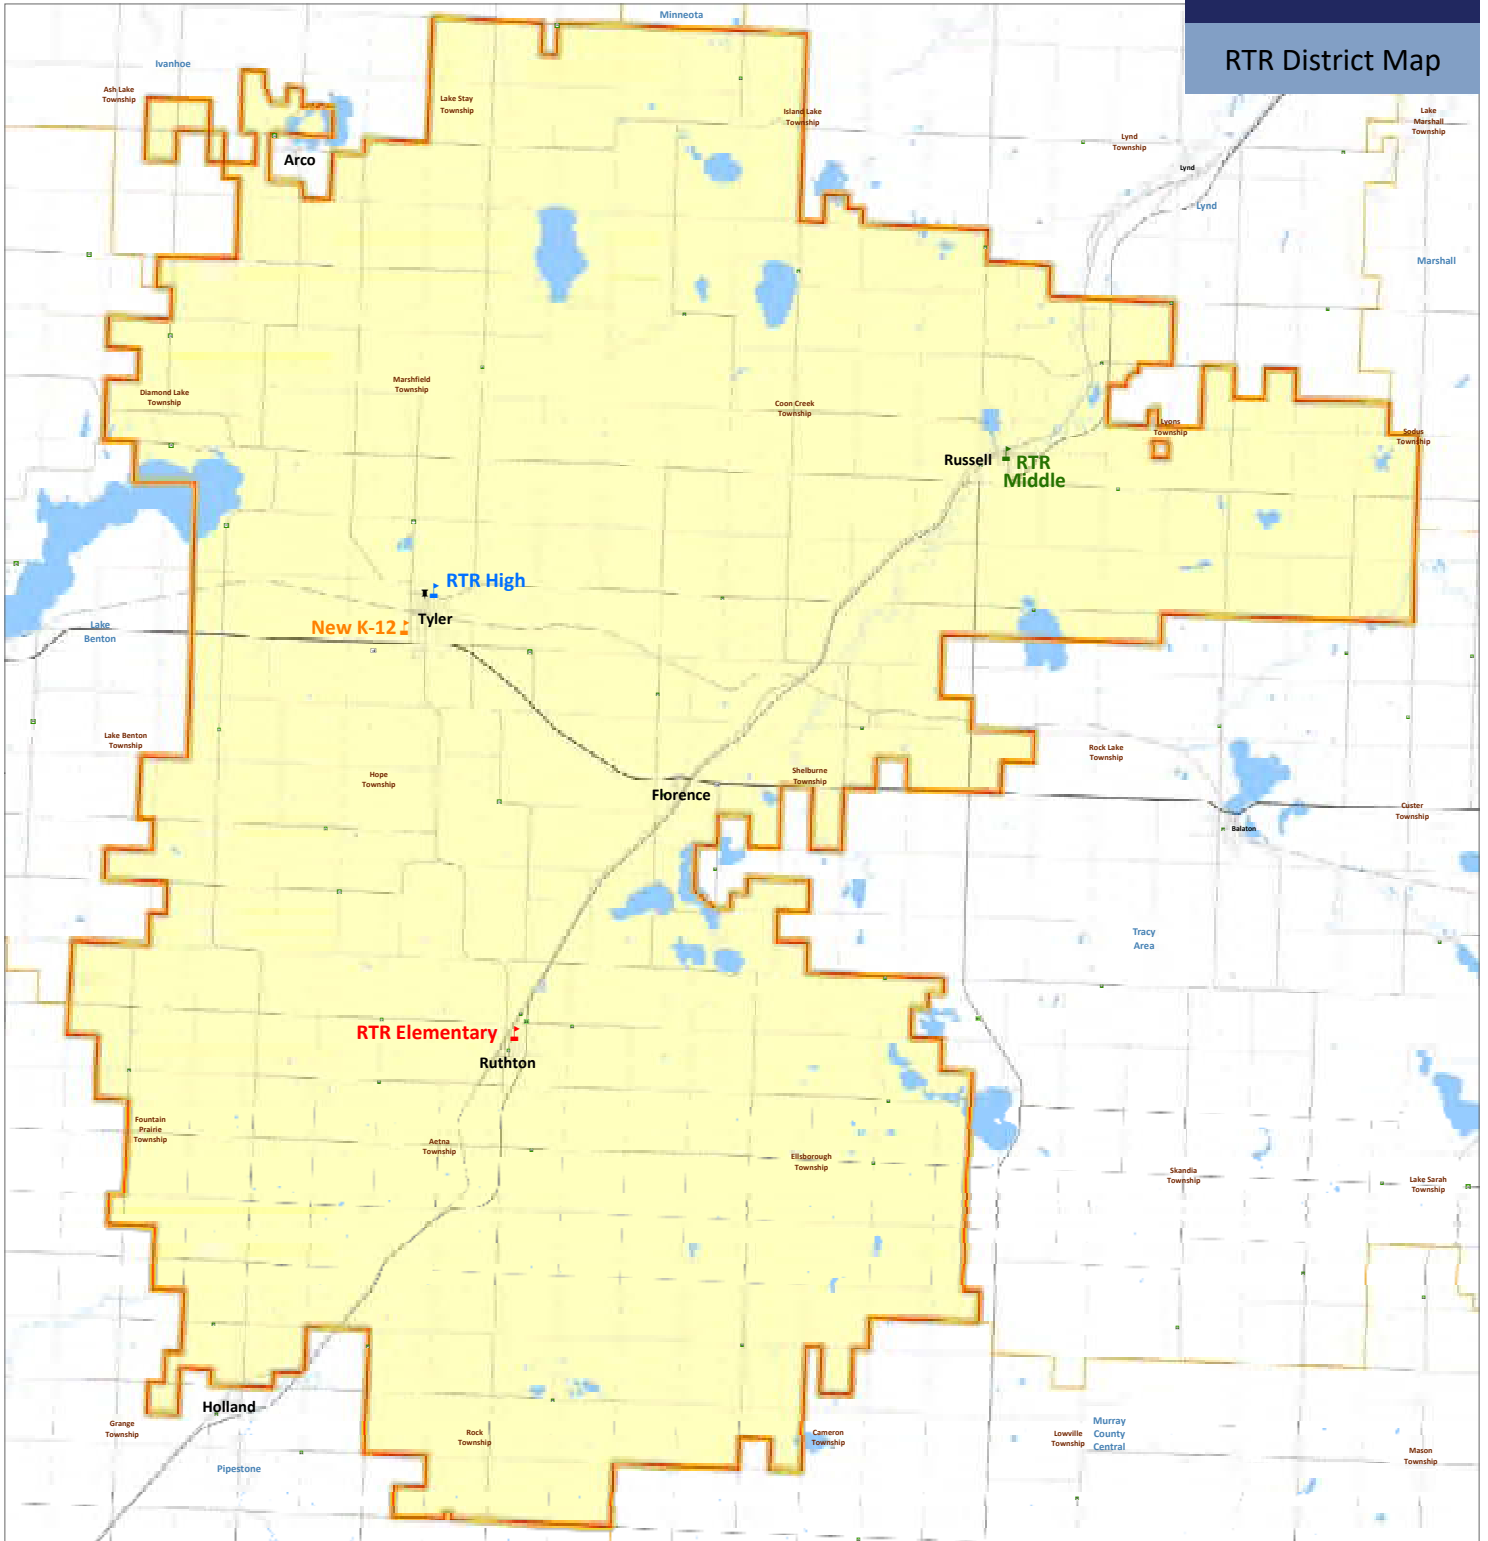 Minneota
RTR District Map
Ivanhoe
Ash Lake
Township
Lake Stay
Township
Island Lake
Township
Lake
Marshall
Township
Lynd
Township
Arco
Lynd
Lynd
Marshall
Marshfield
Township
Diamond Lake
Township
Coon Creek
Township
Lyons
Township
Sodus
Township
Russell
RTR
Middle
RTR High
Tyler
New K-12
Lake
Benton
Lake Benton
Township
Rock Lake
Township
Hope
Township
Shelburne
Township
Florence
Custer
Township
Balaton
Tracy
Area
RTR Elementary
Ruthton
Fountain
Prairie
Township
Aetna
Township
Ellsborough
Township
Skandia
Township
Lake Sarah
Township
Holland
Grange
Township
Rock
Township
Cameron
Township
Lowville
Township
Murray
County
Central
Mason
Township
Pipestone